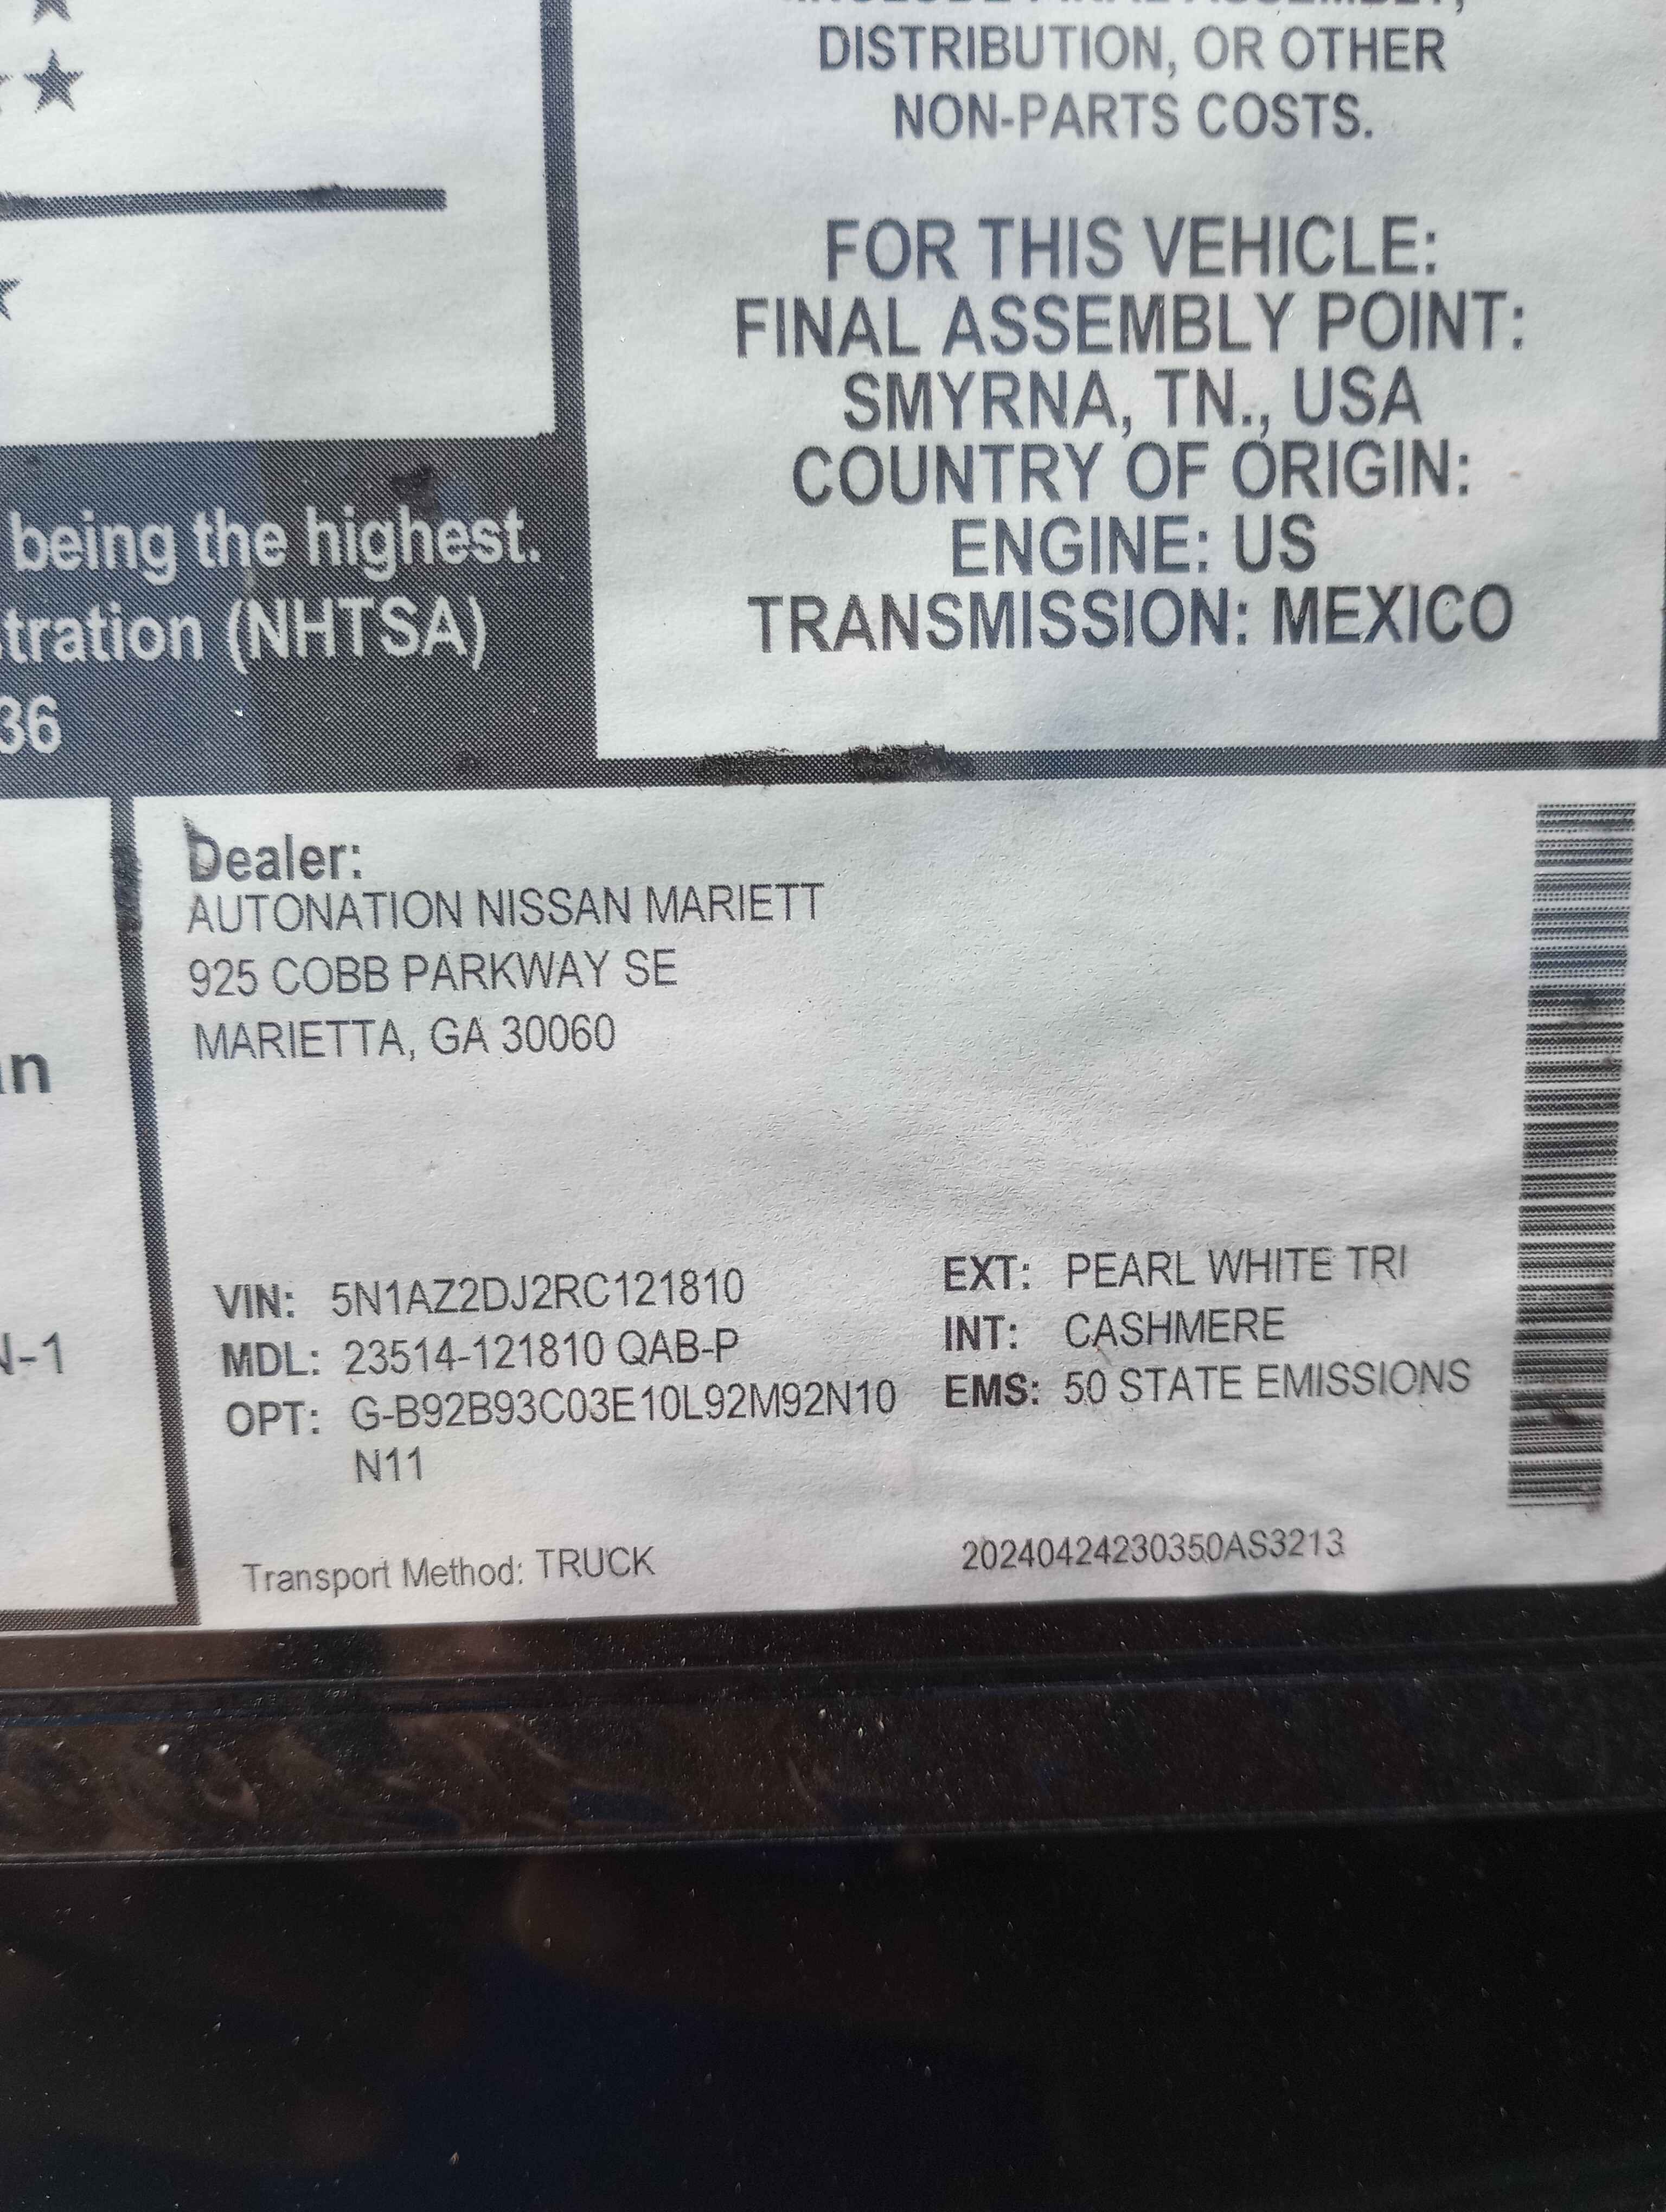 DISTRIBUTION, OR OTHER
NON-PARTS COSTS.
FOR THIS VEHICLE:
FINAL ASSEMBLY POINT:
SMYRNA, TN., USA
COUNTRY OF ORIGIN:
ENGINE: US
TRANSMISSION: MEXICO
being the highest.
tration (NHTSA)
36
Dealer:
AUTONATION NISSAN MARIETT
925 COBB PARKWAY SE
MARIETTA, GA 30060
VIN: 5N1AZ2DJ2RC121810
MDL: 23514-121810 QAB-P
OPT: G-B92B93C03E10L92M92N10
N11
EXT: PEARL WHITE TRI
INT: CASHMERE
EMS: 50 STATE EMISSIONS
Transport Method: TRUCK
20240424230350AS3213